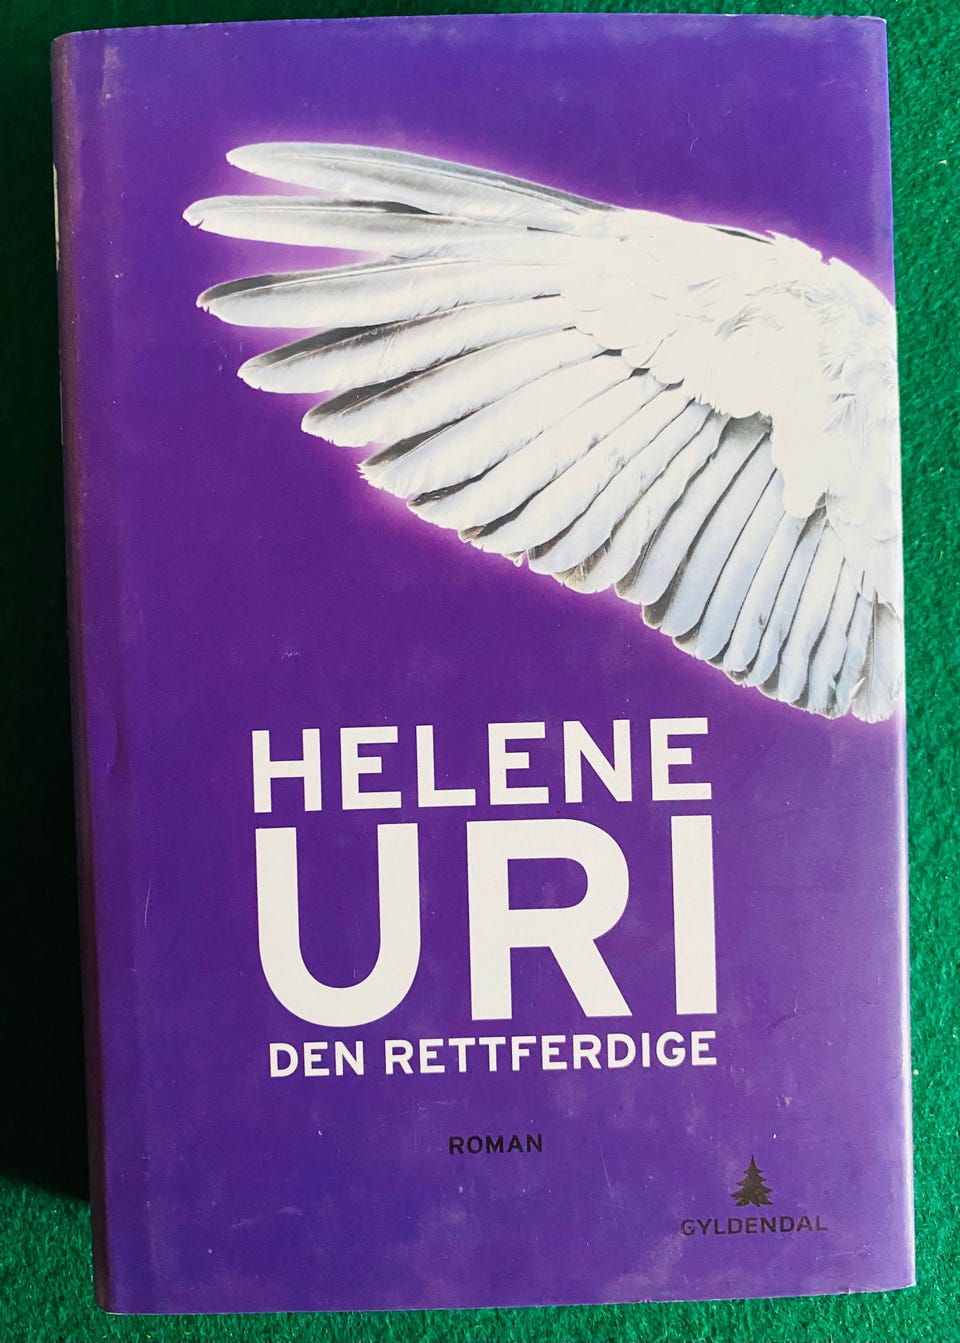 HELENE
URI
DEN RETTFERDIGE
ROMAN
GYLDENDAL